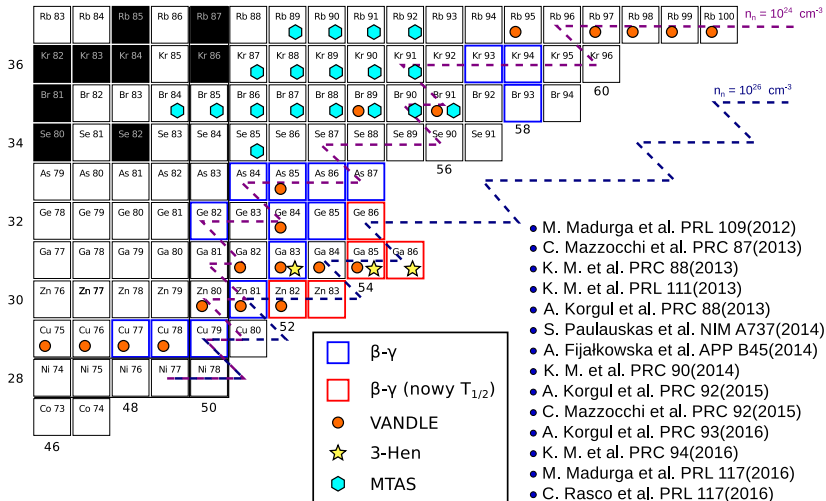 Rb 83 Rb 84 Rb 85 Rb 86 Rb 87 Rb 88 Rb 89 Rb 90 Rb 91 Rb 92 Rb 93 Rb 94 Rb 95 Rb 96 Rb 97 Rb 98 Rb 99 Rb 100 nₙ = 10²⁴ cm⁻³
36 Kr 82 Kr 83 Kr 84 Kr 85 Kr 86 Kr 87 Kr 88 Kr 89 Kr 90 Kr 91 Kr 92 Kr 93 Kr 94 Kr 95 Kr 96
60
nₙ = 10²⁶ cm⁻³
Br 81 Br 82 Br 83 Br 84 Br 85 Br 86 Br 87 Br 88 Br 89 Br 90 Br 91 Br 92 Br 93 Br 94
58
34 Se 80 Se 81 Se 82 Se 83 Se 84 Se 85 Se 86 Se 87 Se 88 Se 89 Se 90 Se 91
56
As 79 As 80 As 81 As 82 As 83 As 84 As 85 As 86 As 87
32 Ge 78 Ge 79 Ge 80 Ge 81 Ge 82 Ge 83 Ge 84 Ge 85 Ge 86
Ga 77 Ga 78 Ga 79 Ga 80 Ga 81 Ga 82 Ga 83 Ga 84 Ga 85 Ga 86
54
30 Zn 76 Zn 77 Zn 78 Zn 79 Zn 80 Zn 81 Zn 82 Zn 83
52
Cu 75 Cu 76 Cu 77 Cu 78 Cu 79 Cu 80
28 Ni 74 Ni 75 Ni 76 Ni 77 Ni 78
48 50
Co 73 Co 74
46
β-γ
β-γ (nowy T₁/₂)
VANDLE
3-Hen
MTAS
• M. Madurga et al. PRL 109(2012)
• C. Mazzocchi et al. PRC 87(2013)
• K. M. et al. PRC 88(2013)
• K. M. et al. PRL 111(2013)
• A. Korgul et al. PRC 88(2013)
• S. Paulauskas et al. NIM A737(2014)
• A. Fijałkowska et al. APP B45(2014)
• K. M. et al. PRC 90(2014)
• A. Korgul et al. PRC 92(2015)
• C. Mazzocchi et al. PRC 92(2015)
• A. Korgul et al. PRC 93(2016)
• K. M. et al. PRC 94(2016)
• M. Madurga et al. PRL 117(2016)
• C. Rasco et al. PRL 117(2016)